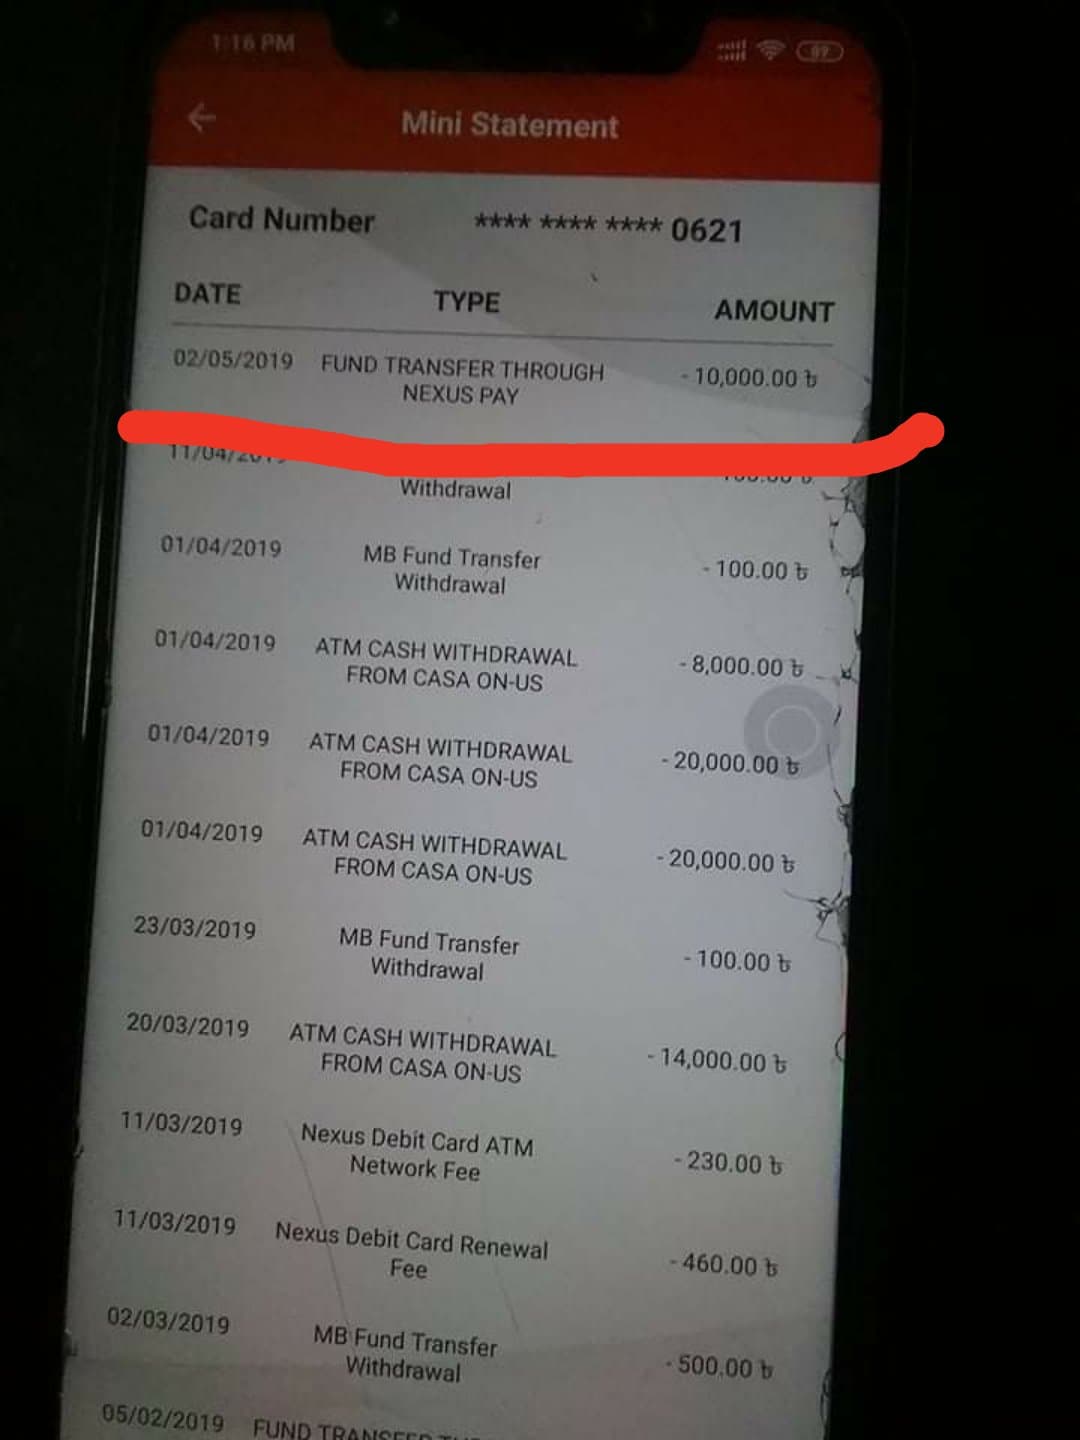 1:16 PM 89
Mini Statement
Card Number **** **** **** 0621
DATE TYPE AMOUNT
02/05/2019 FUND TRANSFER THROUGH NEXUS PAY - 10,000.00 ৳
Withdrawal
01/04/2019 MB Fund Transfer Withdrawal - 100.00 ৳
01/04/2019 ATM CASH WITHDRAWAL FROM CASA ON-US - 8,000.00 ৳
01/04/2019 ATM CASH WITHDRAWAL FROM CASA ON-US - 20,000.00 ৳
01/04/2019 ATM CASH WITHDRAWAL FROM CASA ON-US - 20,000.00 ৳
23/03/2019 MB Fund Transfer Withdrawal - 100.00 ৳
20/03/2019 ATM CASH WITHDRAWAL FROM CASA ON-US - 14,000.00 ৳
11/03/2019 Nexus Debit Card ATM Network Fee - 230.00 ৳
11/03/2019 Nexus Debit Card Renewal Fee - 460.00 ৳
02/03/2019 MB Fund Transfer Withdrawal - 500.00 ৳
05/02/2019 FUND TRANSFER